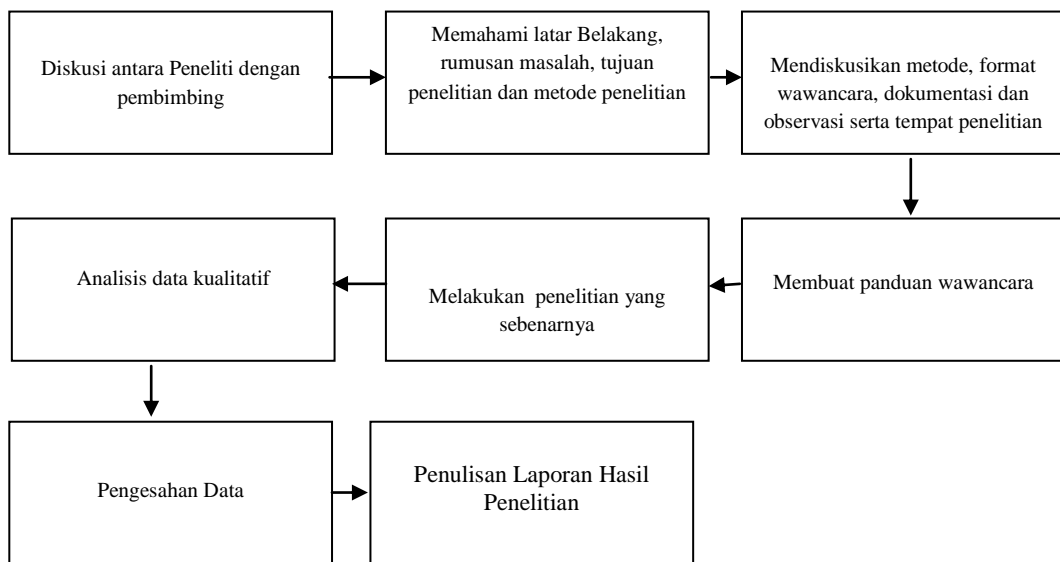 Diskusi antara Peneliti dengan
pembimbing
Memahami latar Belakang,
rumusan masalah, tujuan
penelitian dan metode penelitian
Mendiskusikan metode, format
wawancara, dokumentasi dan
observasi serta tempat penelitian
Membuat panduan wawancara
Melakukan penelitian yang
sebenarnya
Analisis data kualitatif
Pengesahan Data
Penulisan Laporan Hasil
Penelitian